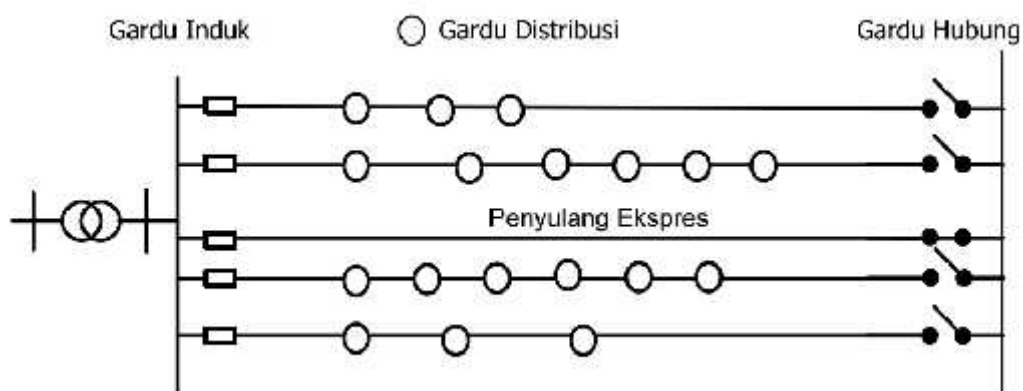 Gardu Induk
Gardu Distribusi
Gardu Hubung
Penyulang Ekspres